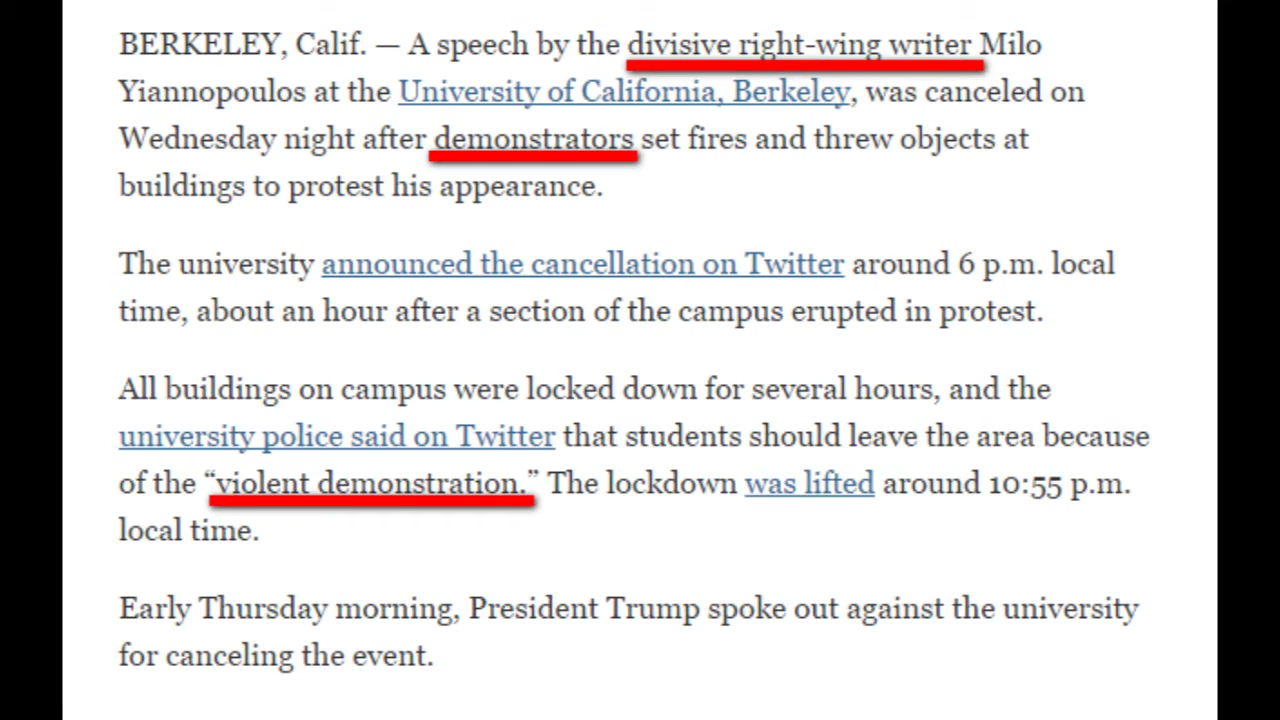 BERKELEY, Calif. — A speech by the divisive right-wing writer Milo
Yiannopoulos at the University of California, Berkeley, was canceled on
Wednesday night after demonstrators set fires and threw objects at
buildings to protest his appearance.
The university announced the cancellation on Twitter around 6 p.m. local
time, about an hour after a section of the campus erupted in protest.
All buildings on campus were locked down for several hours, and the
university police said on Twitter that students should leave the area because
of the “violent demonstration.” The lockdown was lifted around 10:55 p.m.
local time.
Early Thursday morning, President Trump spoke out against the university
for canceling the event.